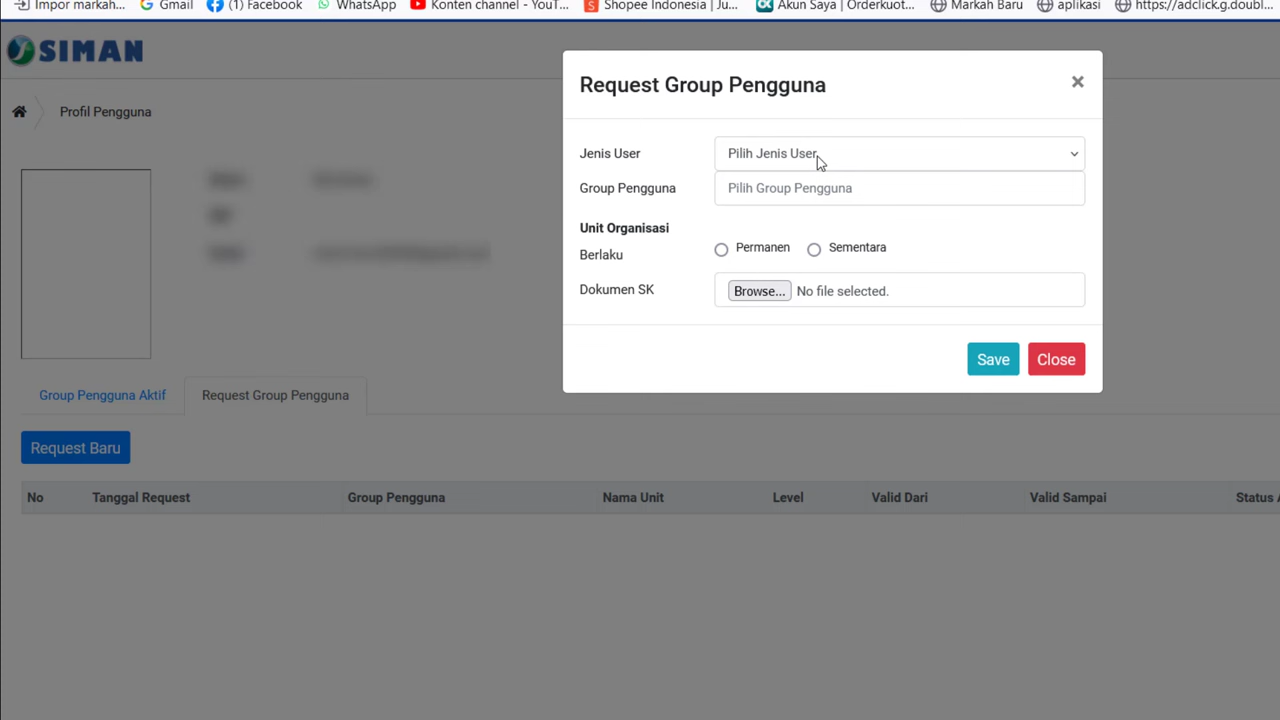 Impor markah... Gmail (1) Facebook WhatsApp Konten channel - YouT... Shopee Indonesia | Ju... Akun Saya | Orderkuot... Markah Baru aplikasi https://adclick.g.doubl...
SIMAN
Profil Pengguna
Request Group Pengguna ×
Jenis User Pilih Jenis User
Group Pengguna Pilih Group Pengguna
Unit Organisasi
Berlaku Permanen Sementara
Dokumen SK Browse... No file selected.
Save Close
Group Pengguna Aktif Request Group Pengguna
Request Baru
No Tanggal Request Group Pengguna Nama Unit Level Valid Dari Valid Sampai Status